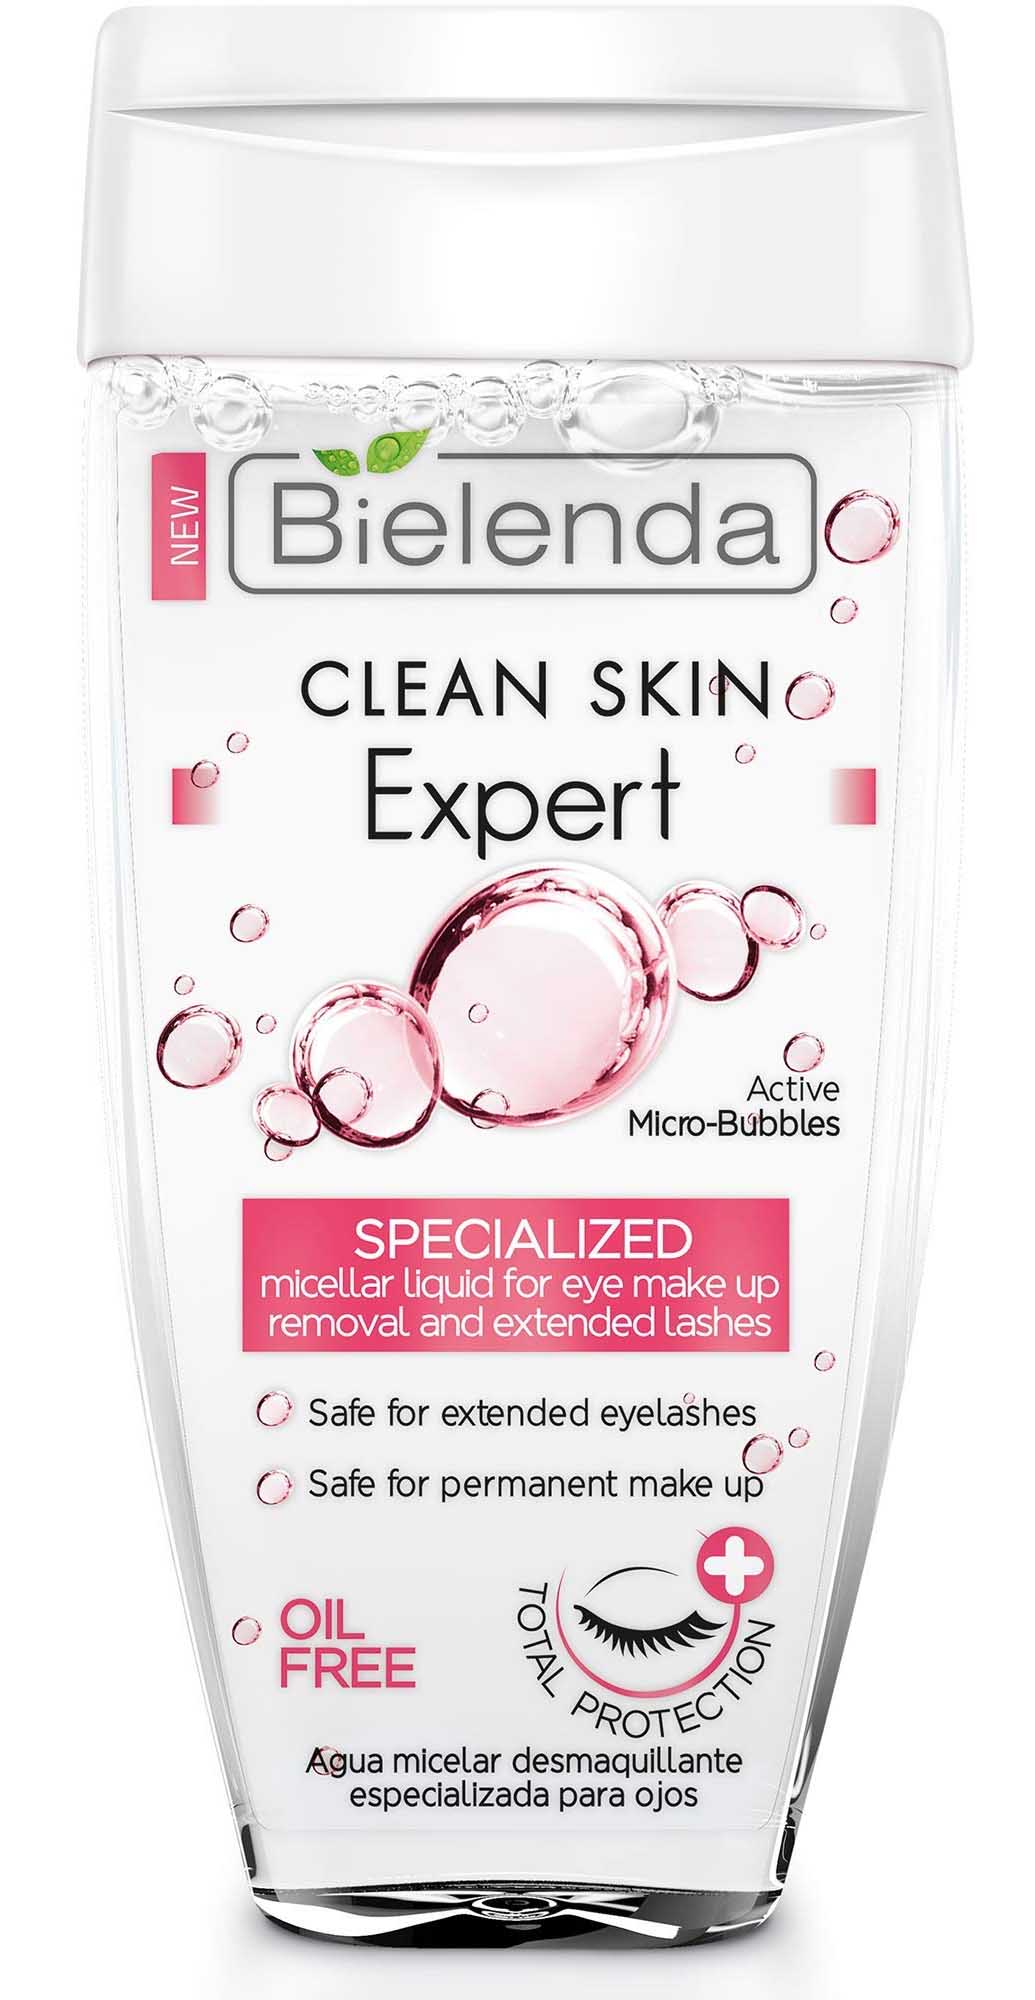 NEW
Bielenda
CLEAN SKIN
Expert
Active
Micro-Bubbles
SPECIALIZED
micellar liquid for eye make up
removal and extended lashes
Safe for extended eyelashes
Safe for permanent make up
OIL
FREE
TOTAL PROTECTION
Agua micelar desmaquillante
especializada para ojos